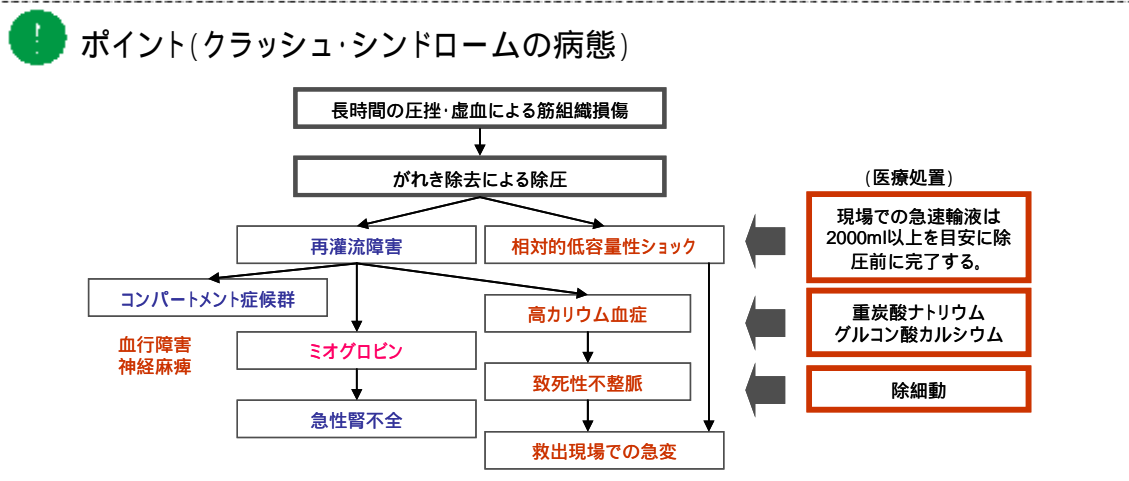 !
ポイント(クラッシュ・シンドロームの病態)
長時間の圧挫・虚血による筋組織損傷
がれき除去による除圧
(医療処置)
現場での急速輸液は
2000ml以上を目安に除
圧前に完了する。
再灌流障害
相対的低容量性ショック
コンパートメント症候群
高カリウム血症
重炭酸ナトリウム
グルコン酸カルシウム
血行障害
神経麻痺
ミオグロビン
致死性不整脈
除細動
急性腎不全
救出現場での急変